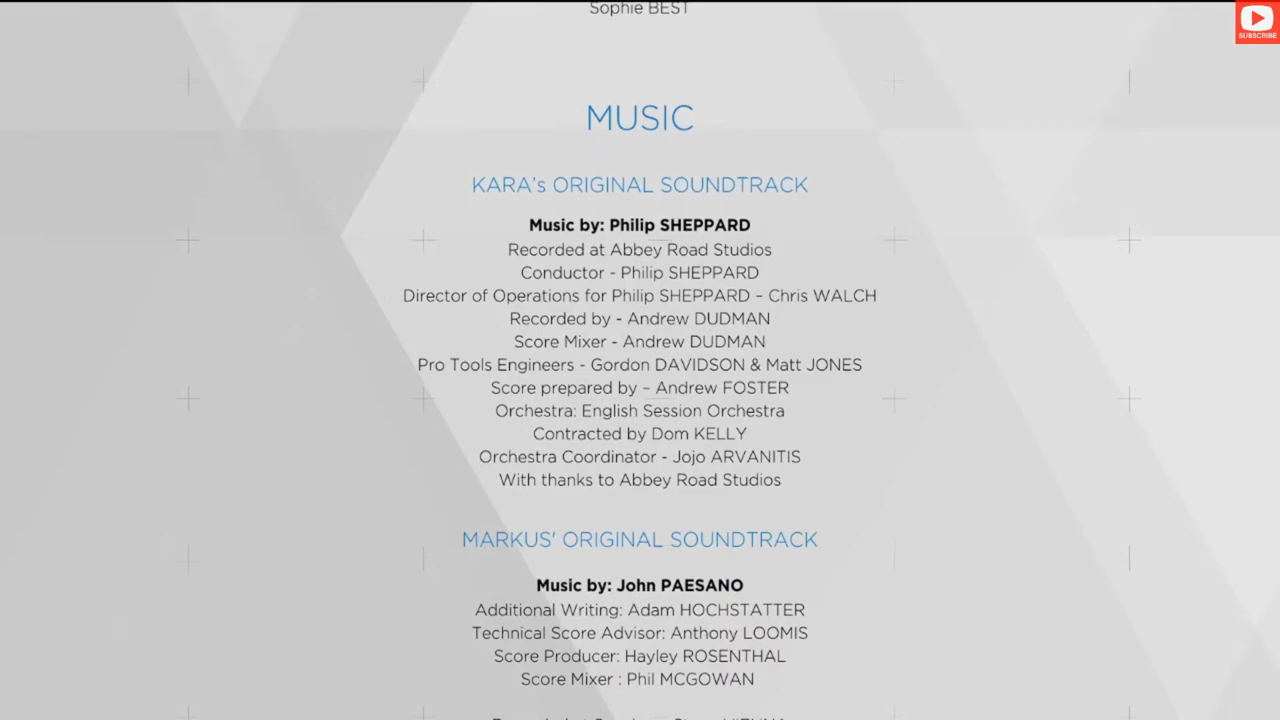 Sophie BEST
SUBSCRIBE
MUSIC
KARA's ORIGINAL SOUNDTRACK
Music by: Philip SHEPPARD
Recorded at Abbey Road Studios
Conductor - Philip SHEPPARD
Director of Operations for Philip SHEPPARD – Chris WALCH
Recorded by - Andrew DUDMAN
Score Mixer - Andrew DUDMAN
Pro Tools Engineers - Gordon DAVIDSON & Matt JONES
Score prepared by – Andrew FOSTER
Orchestra: English Session Orchestra
Contracted by Dom KELLY
Orchestra Coordinator - Jojo ARVANITIS
With thanks to Abbey Road Studios
MARKUS' ORIGINAL SOUNDTRACK
Music by: John PAESANO
Additional Writing: Adam HOCHSTATTER
Technical Score Advisor: Anthony LOOMIS
Score Producer: Hayley ROSENTHAL
Score Mixer : Phil MCGOWAN